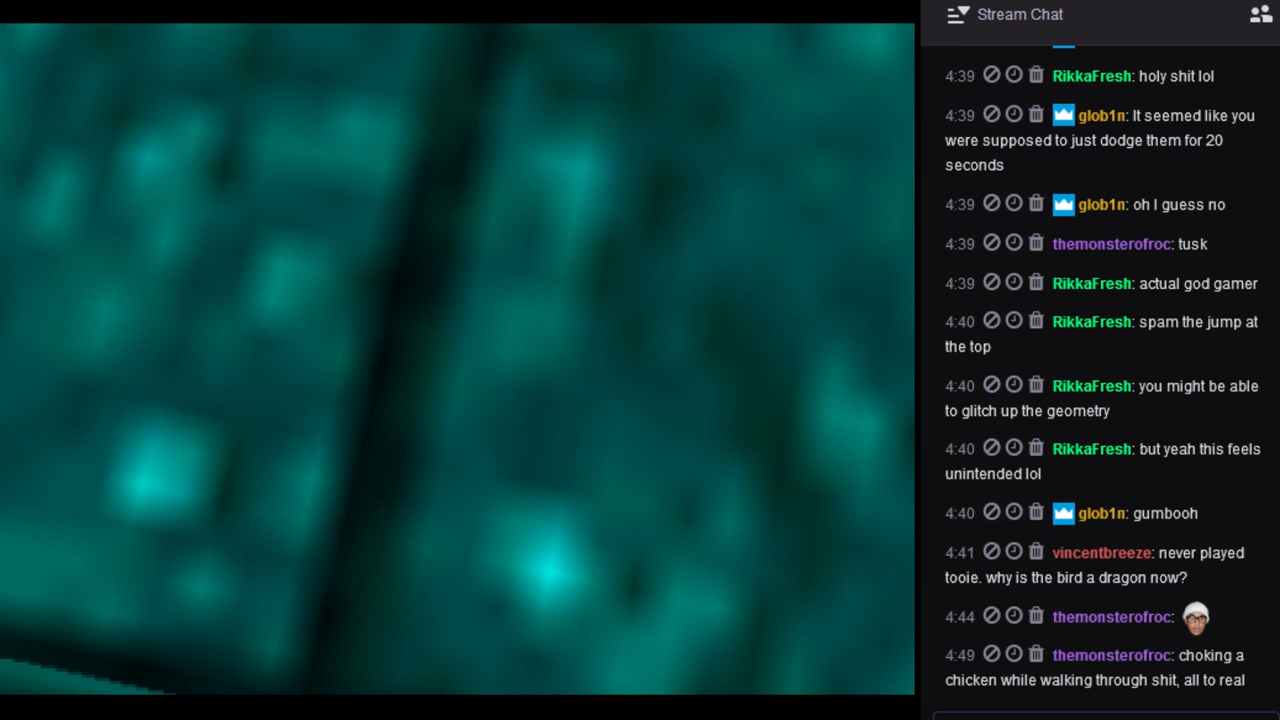 Stream Chat
4:39 RikkaFresh: holy shit lol
4:39 glob1n: It seemed like you
were supposed to just dodge them for 20
seconds
4:39 glob1n: oh I guess no
4:39 themonsterofroc: tusk
4:39 RikkaFresh: actual god gamer
4:40 RikkaFresh: spam the jump at
the top
4:40 RikkaFresh: you might be able
to glitch up the geometry
4:40 RikkaFresh: but yeah this feels
unintended lol
4:40 glob1n: gumbooh
4:41 vincentbreeze: never played
tooie. why is the bird a dragon now?
4:44 themonsterofroc:
4:49 themonsterofroc: choking a
chicken while walking through shit, all to real